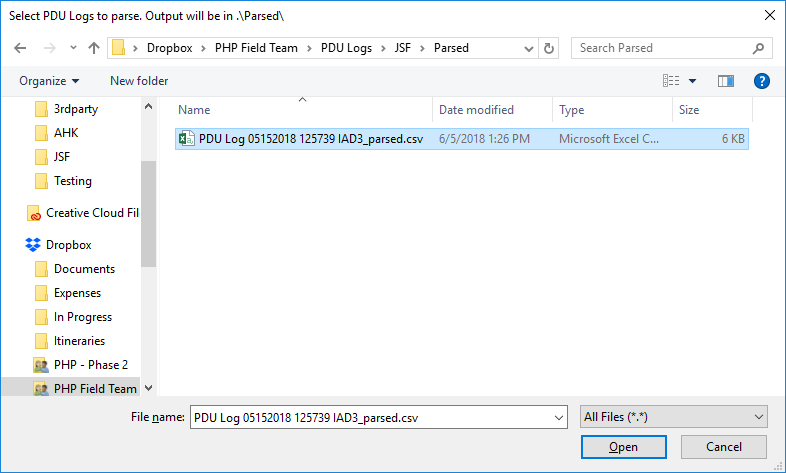 Select PDU Logs to parse. Output will be in .\Parsed\
Dropbox > PHP Field Team > PDU Logs > JSF > Parsed
Search Parsed
Organize
New folder
Name
Date modified
Type
Size
PDU Log 05152018 125739 IAD3_parsed.csv
6/5/2018 1:26 PM
Microsoft Excel C...
6 KB
3rdparty
AHK
JSF
Testing
Creative Cloud Fil
Dropbox
Documents
Expenses
In Progress
Itineraries
PHP - Phase 2
PHP Field Team
File name:
PDU Log 05152018 125739 IAD3_parsed.csv
All Files (*.*)
Open
Cancel